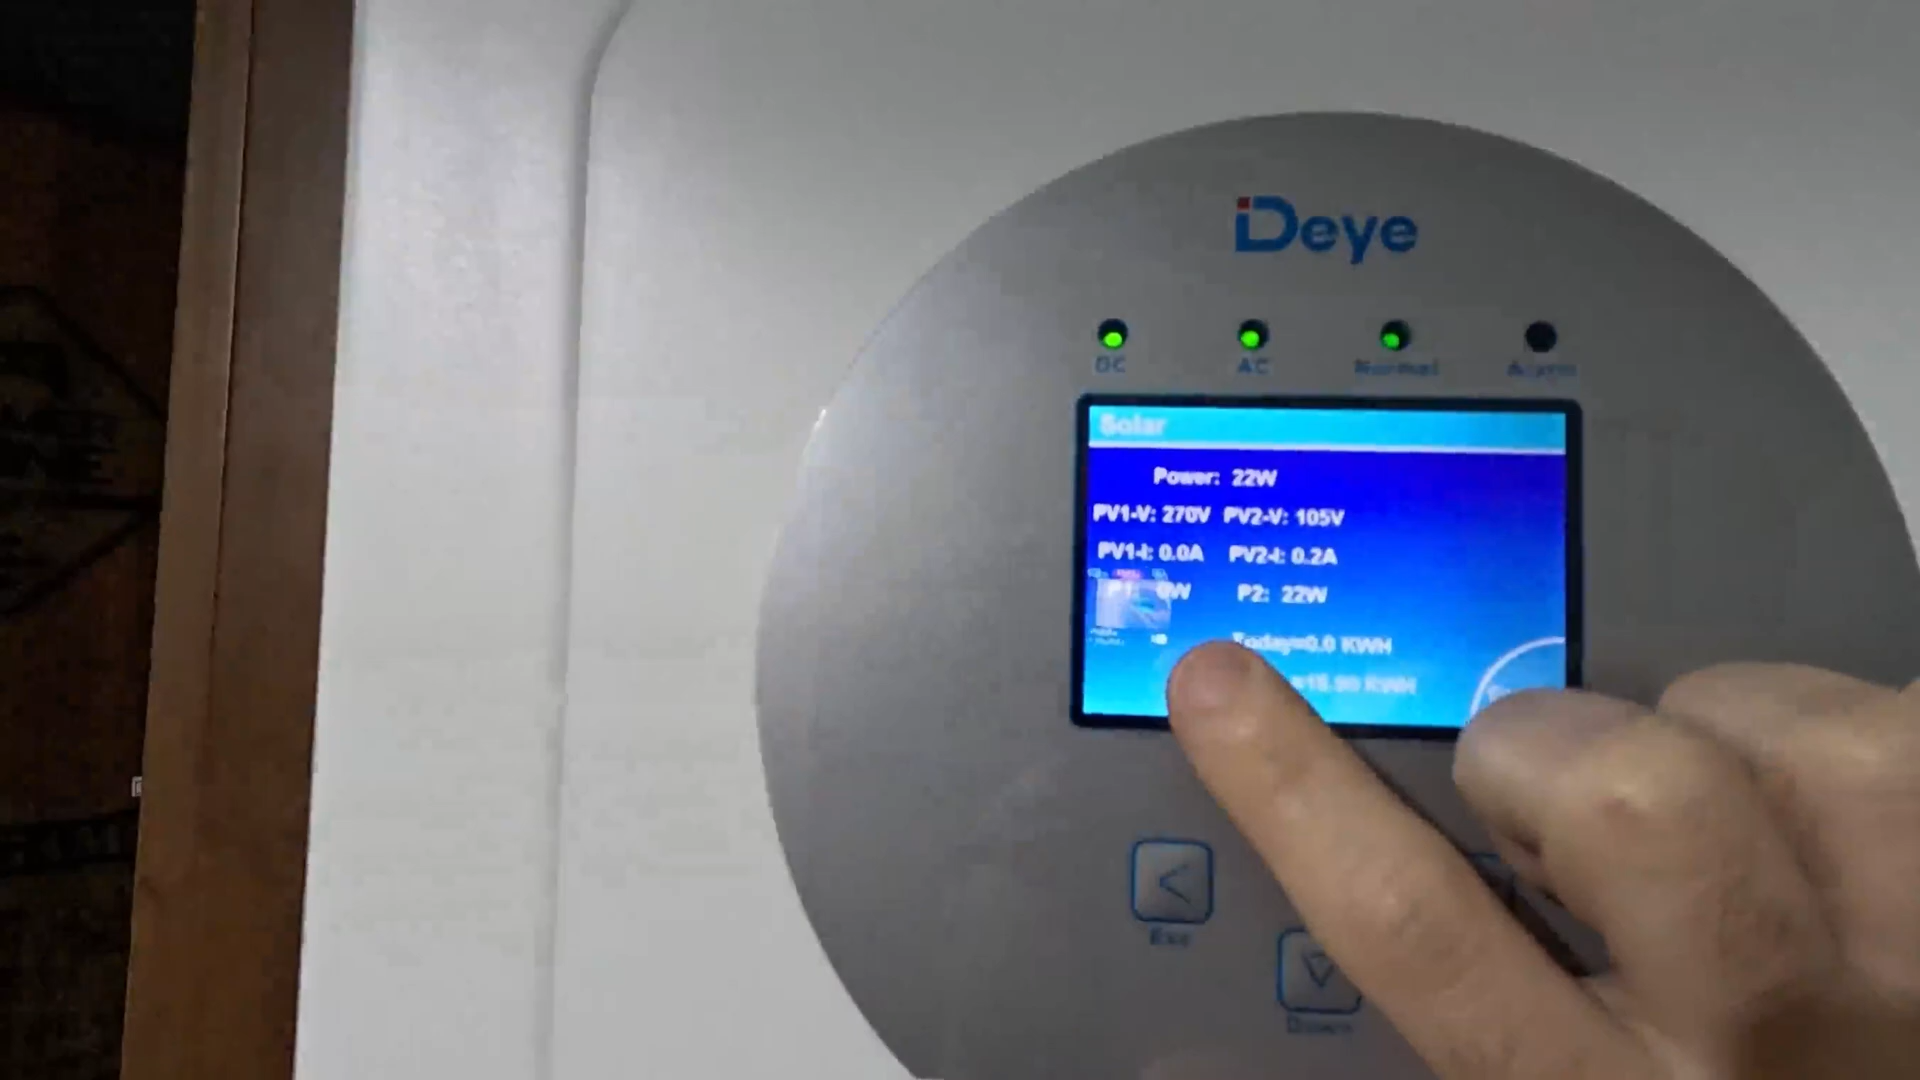 Deye
DC AC Normal Alarm
Solar
Power: 22W
PV1-V: 270V PV2-V: 105V
PV1-I: 0.0A PV2-I: 0.2A
P1: 0W P2: 22W
Today=0.0 KWH
KWH
Esc
Down